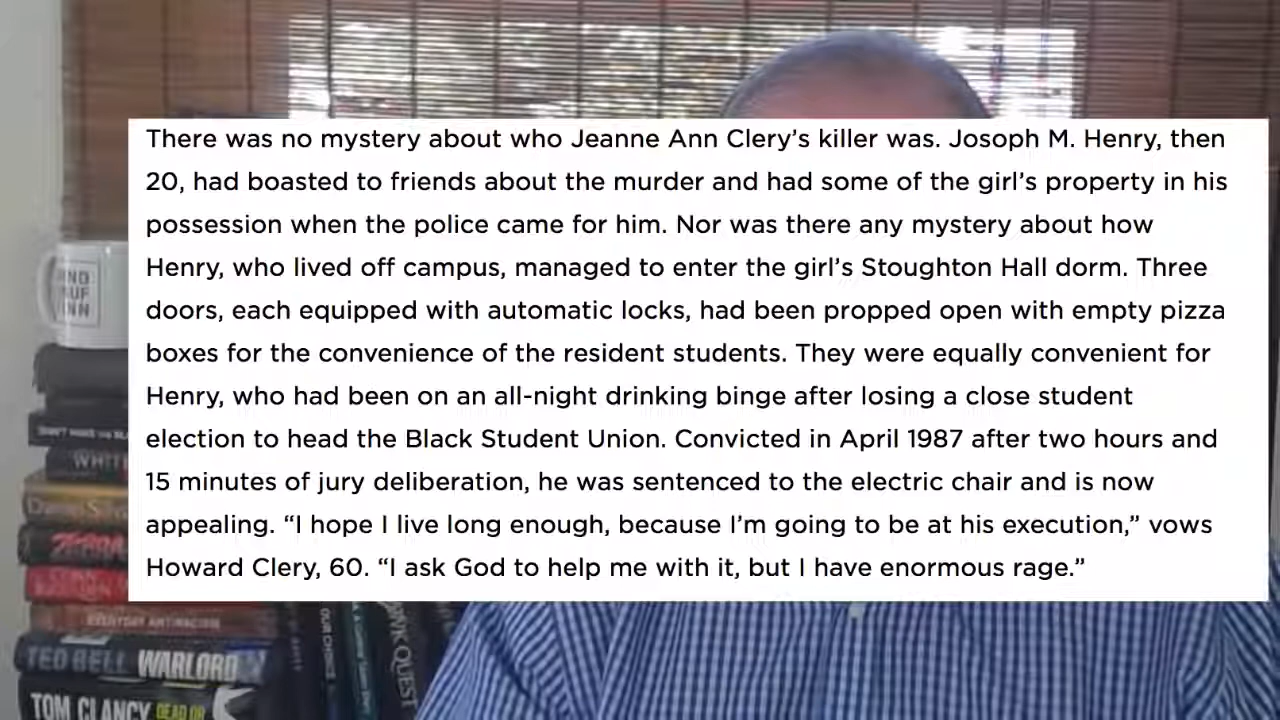 There was no mystery about who Jeanne Ann Clery’s killer was. Josoph M. Henry, then
20, had boasted to friends about the murder and had some of the girl’s property in his
possession when the police came for him. Nor was there any mystery about how
Henry, who lived off campus, managed to enter the girl’s Stoughton Hall dorm. Three
doors, each equipped with automatic locks, had been propped open with empty pizza
boxes for the convenience of the resident students. They were equally convenient for
Henry, who had been on an all-night drinking binge after losing a close student
election to head the Black Student Union. Convicted in April 1987 after two hours and
15 minutes of jury deliberation, he was sentenced to the electric chair and is now
appealing. “I hope I live long enough, because I’m going to be at his execution,” vows
Howard Clery, 60. “I ask God to help me with it, but I have enormous rage.”
WHITE
EVERYDAY ANTIRACISM
TED BELL WARLORD
TOM CLANCY DEAD OR
OUR CHOICE
QUEST